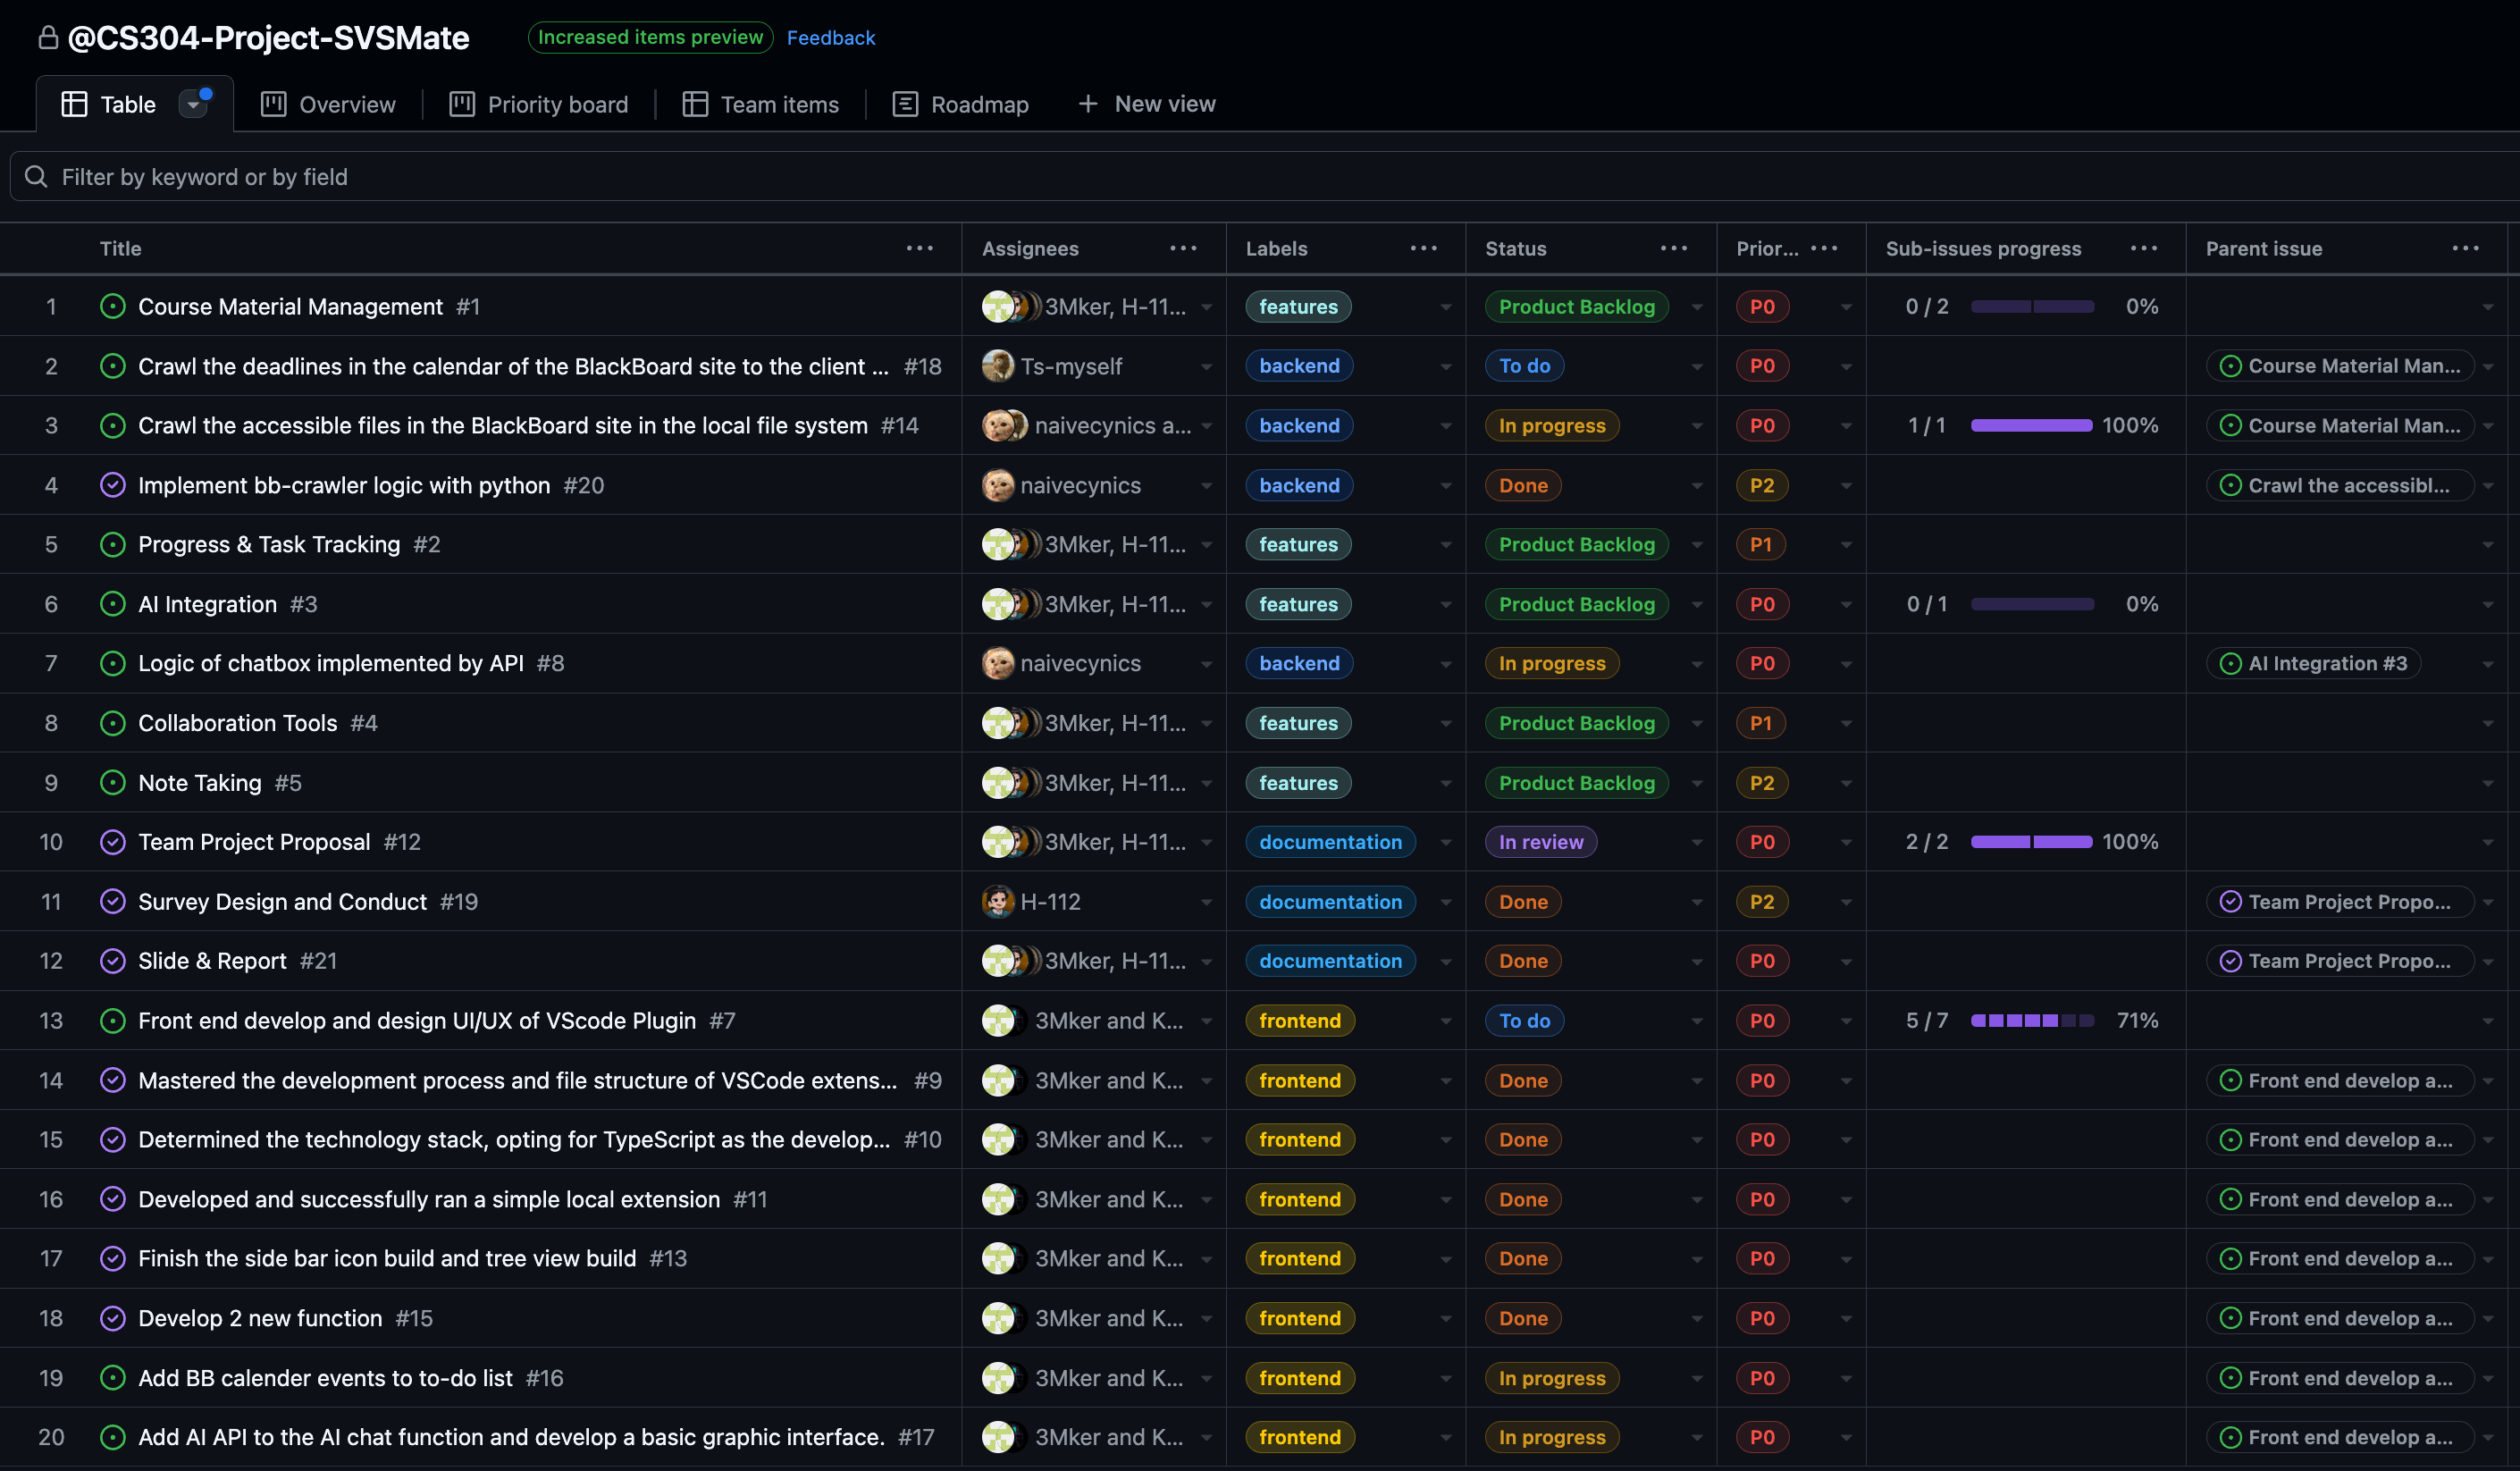 @CS304-Project-SVSMate Increased items preview Feedback
Table Overview Priority board Team items Roadmap + New view
Filter by keyword or by field
Title ... Assignees ... Labels ... Status ... Prior... ... Sub-issues progress ... Parent issue ...
1 Course Material Management #1 3Mker, H-11... features Product Backlog P0 0 / 2 0%
2 Crawl the deadlines in the calendar of the BlackBoard site to the client ... #18 Ts-myself backend To do P0 Course Material Man...
3 Crawl the accessible files in the BlackBoard site in the local file system #14 naivecynics a... backend In progress P0 1 / 1 100% Course Material Man...
4 Implement bb-crawler logic with python #20 naivecynics backend Done P2 Crawl the accessibl...
5 Progress & Task Tracking #2 3Mker, H-11... features Product Backlog P1
6 AI Integration #3 3Mker, H-11... features Product Backlog P0 0 / 1 0%
7 Logic of chatbox implemented by API #8 naivecynics backend In progress P0 AI Integration #3
8 Collaboration Tools #4 3Mker, H-11... features Product Backlog P1
9 Note Taking #5 3Mker, H-11... features Product Backlog P2
10 Team Project Proposal #12 3Mker, H-11... documentation In review P0 2 / 2 100%
11 Survey Design and Conduct #19 H-112 documentation Done P2 Team Project Propo...
12 Slide & Report #21 3Mker, H-11... documentation Done P0 Team Project Propo...
13 Front end develop and design UI/UX of VScode Plugin #7 3Mker and K... frontend To do P0 5 / 7 71%
14 Mastered the development process and file structure of VSCode extens... #9 3Mker and K... frontend Done P0 Front end develop a...
15 Determined the technology stack, opting for TypeScript as the develop... #10 3Mker and K... frontend Done P0 Front end develop a...
16 Developed and successfully ran a simple local extension #11 3Mker and K... frontend Done P0 Front end develop a...
17 Finish the side bar icon build and tree view build #13 3Mker and K... frontend Done P0 Front end develop a...
18 Develop 2 new function #15 3Mker and K... frontend Done P0 Front end develop a...
19 Add BB calender events to to-do list #16 3Mker and K... frontend In progress P0 Front end develop a...
20 Add AI API to the AI chat function and develop a basic graphic interface. #17 3Mker and K... frontend In progress P0 Front end develop a...